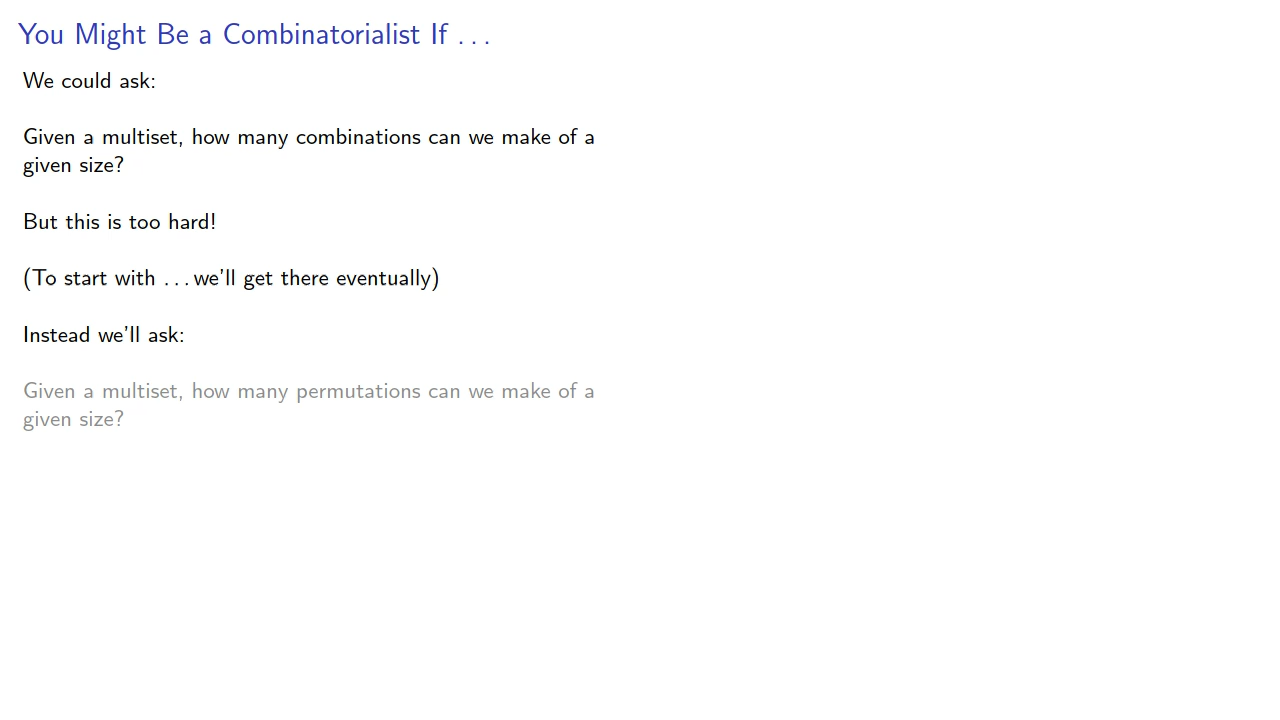 You Might Be a Combinatorialist If . . .
We could ask:
Given a multiset, how many combinations can we make of a
given size?
But this is too hard!
(To start with . . . we'll get there eventually)
Instead we'll ask:
Given a multiset, how many permutations can we make of a
given size?